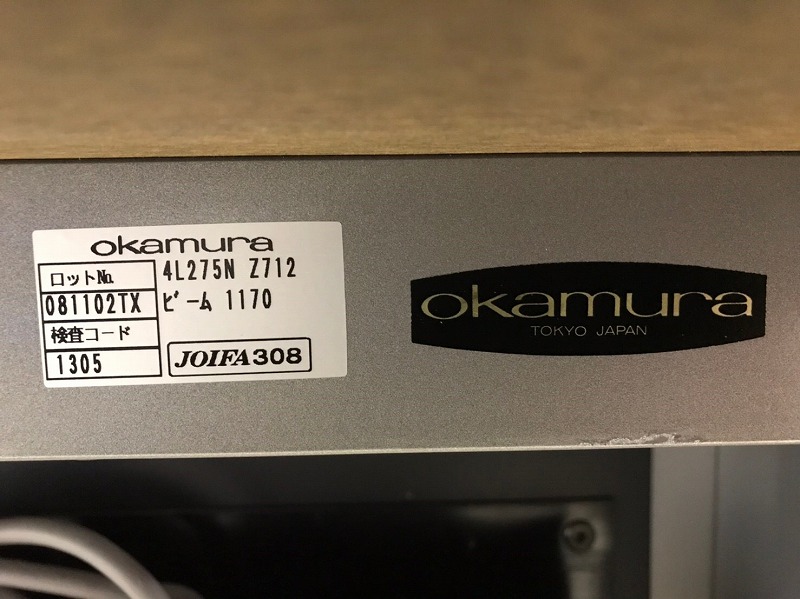 okamura
ロットNo.
4L275N Z712
081102TX
ビーム 1170
検査コード
1305
JOIFA308
okamura
TOKYO JAPAN